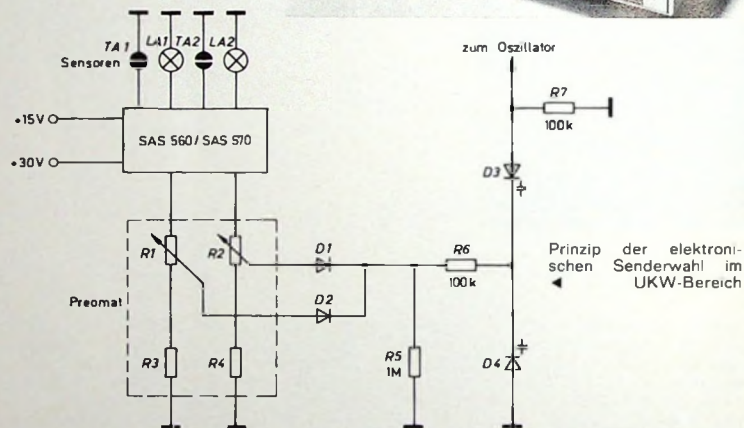 TA1 LA1 TA2 LA2
Sensoren
zum Oszillator
R7
100k
+15V
SAS 560/SAS 570
+30V
D3
R1
R2
D1
R6
100k
Prinzip der elektroni-
schen Senderwahl im
◄ UKW-Bereich
Preomat
D2
R3
R4
R5
1M
D4